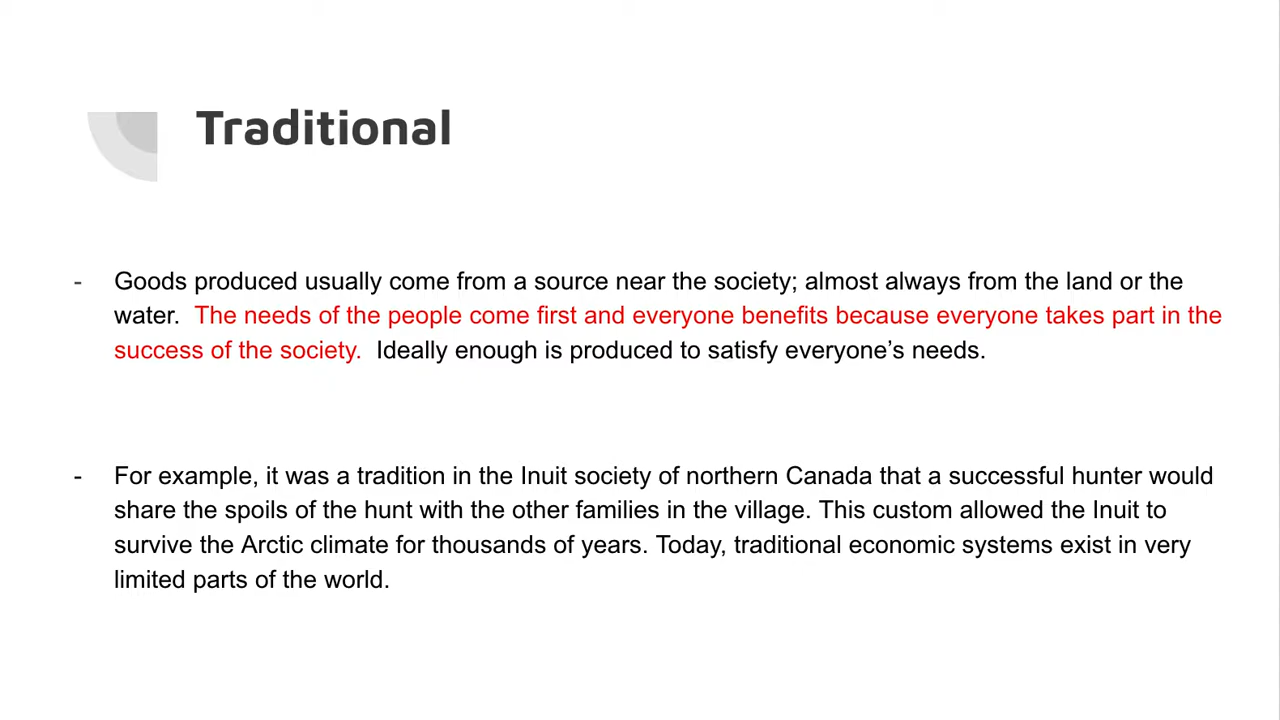 Traditional
- Goods produced usually come from a source near the society; almost always from the land or the
water.  The needs of the people come first and everyone benefits because everyone takes part in the
success of the society.  Ideally enough is produced to satisfy everyone’s needs.
- For example, it was a tradition in the Inuit society of northern Canada that a successful hunter would
share the spoils of the hunt with the other families in the village. This custom allowed the Inuit to
survive the Arctic climate for thousands of years. Today, traditional economic systems exist in very
limited parts of the world.